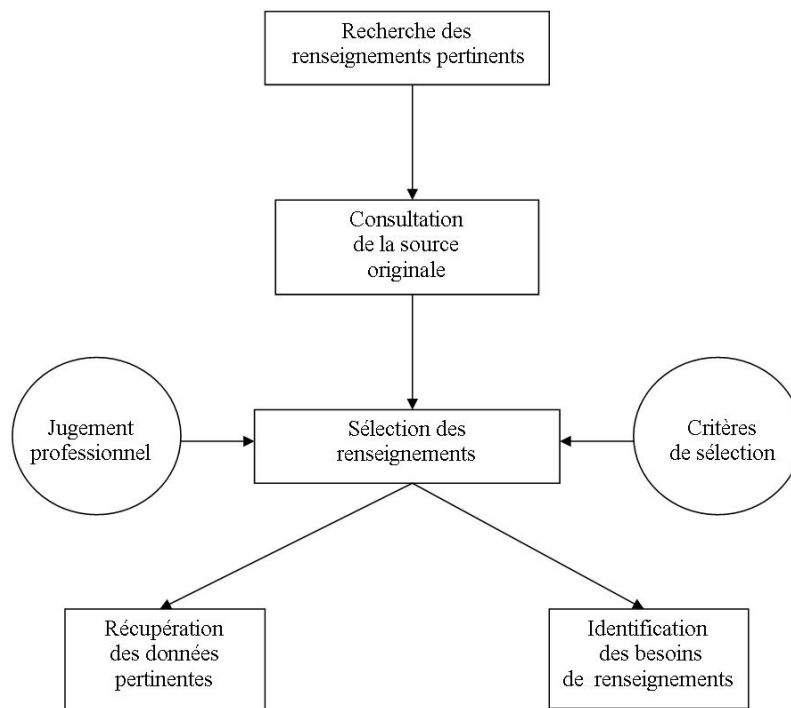 Recherche des
renseignements pertinents
Consultation
de la source
originale
Jugement
professionnel
Sélection des
renseignements
Critères
de sélection
Récupération
des données
pertinentes
Identification
des besoins
de renseignements